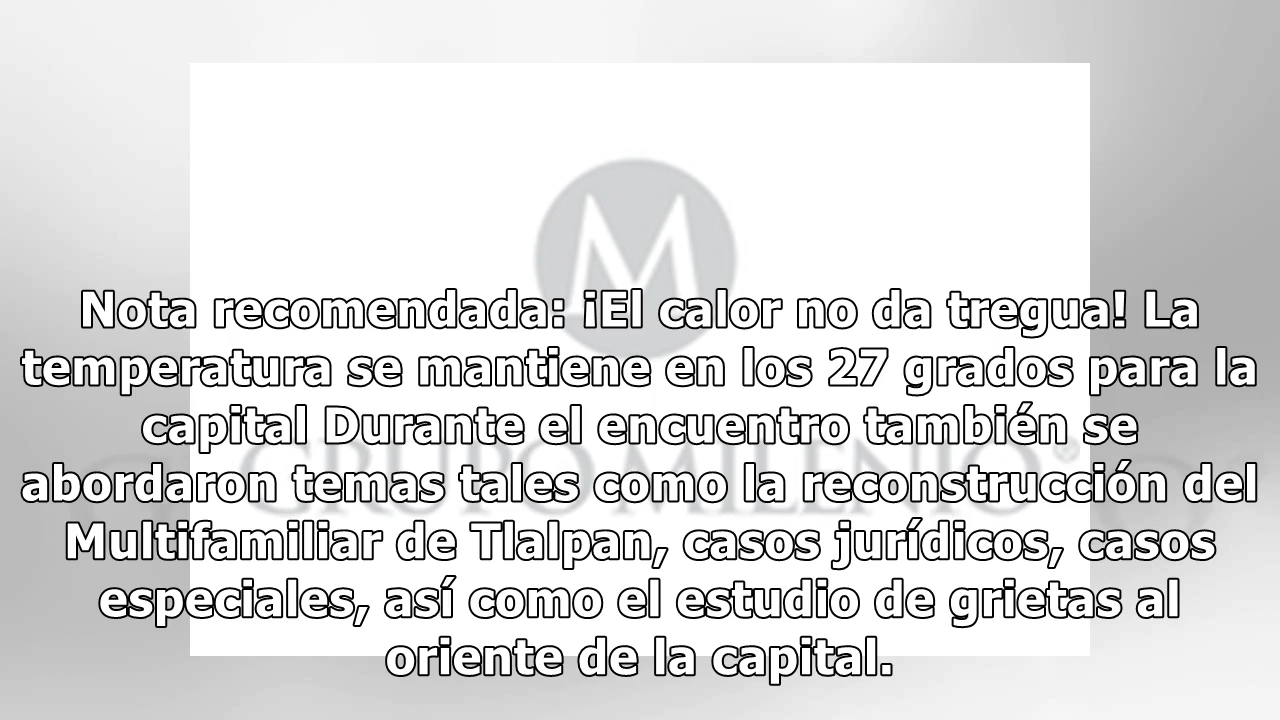 M
Nota recomendada: ¡El calor no da tregua! La
temperatura se mantiene en los 27 grados para la
capital Durante el encuentro también se
GRUPO MILENIO®
abordaron temas tales como la reconstrucción del
Multifamiliar de Tlalpan, casos jurídicos, casos
especiales, así como el estudio de grietas al
oriente de la capital.